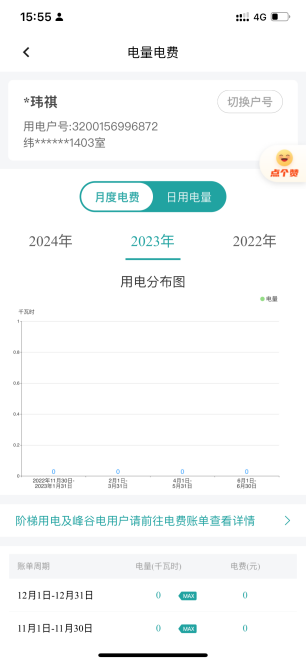 15:55
4G
电量电费
*玮祺
切换户号
用电户号:3200156996872
纬******1403室
点个赞
月度电费 日用电量
2024年 2023年 2022年
用电分布图
电量
千瓦时
1
0.8
0.6
0.4
0.2
0
0 0 0 0
2022年11月30日-2023年1月31日
2月1日-3月31日
4月1日-5月31日
6月1日-6月30日
阶梯用电及峰谷电用户请前往电费账单查看详情
账单周期 电量(千瓦时) 电费(元)
12月1日-12月31日 0 MAX 0
11月1日-11月30日 0 MAX 0